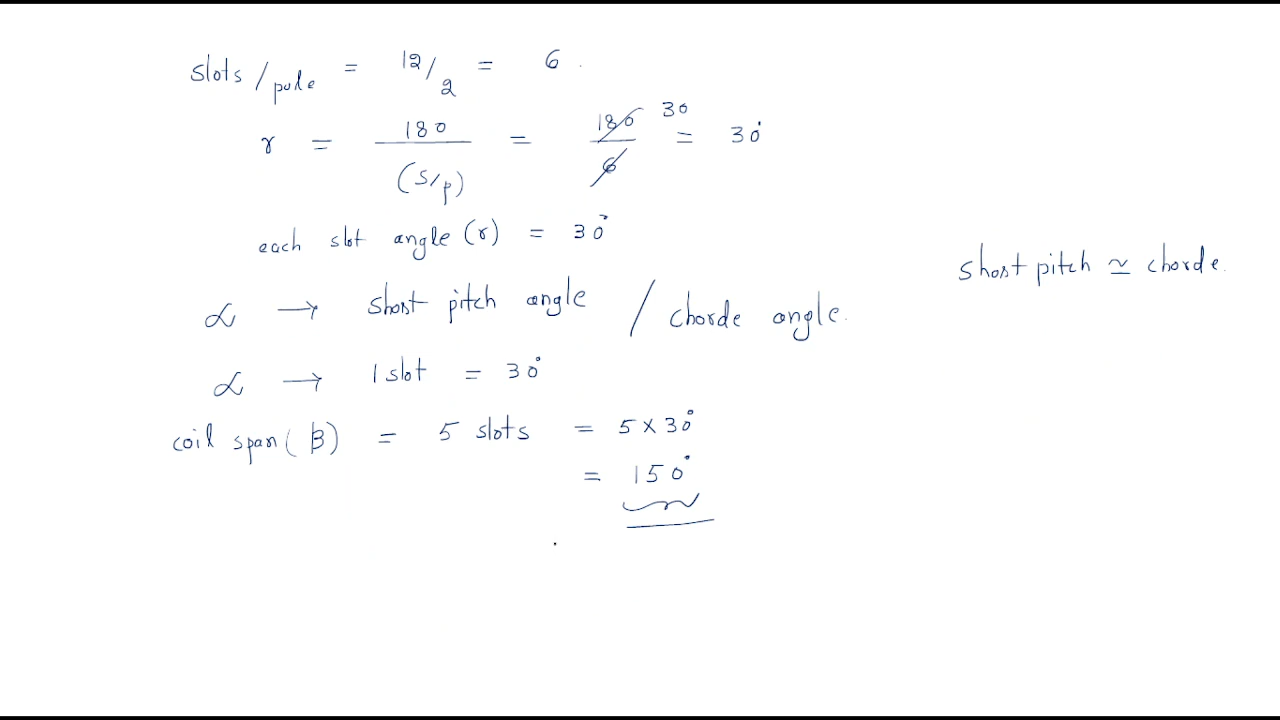 slots/pole = 12/2 = 6.
γ = 180/(S/p) = 180/6 30 = 30°
each slot angle (γ) = 30°
short pitch ≃ chorde.
α → short pitch angle / chorde angle.
α → 1 slot = 30°
coil span (β) = 5 slots = 5×30°
= 150°